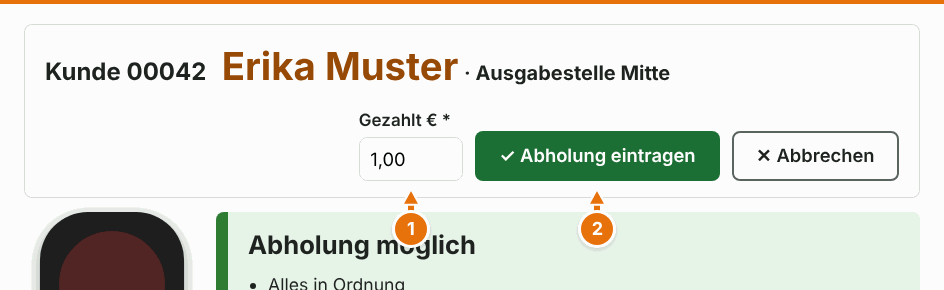 Kunde 00042 Erika Muster · Ausgabestelle Mitte
Gezahlt € *
1,00 ✓ Abholung eintragen ✕ Abbrechen
1 2
Abholung möglich
• Alles in Ordnung